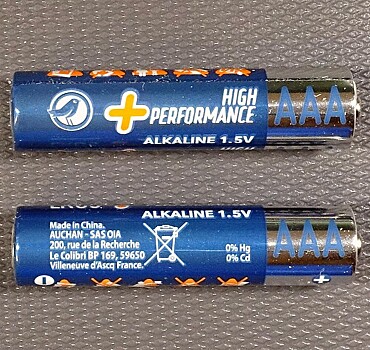 HIGH
+PERFORMANCE
AAA
ALKALINE 1.5V
ALKALINE 1.5V
Made in China.
AUCHAN - SAS OIA
200, rue de la Recherche
Le Colibri BP 169, 59650
Villeneuve d'Ascq France.
0% Hg
0% Cd
AAA
+